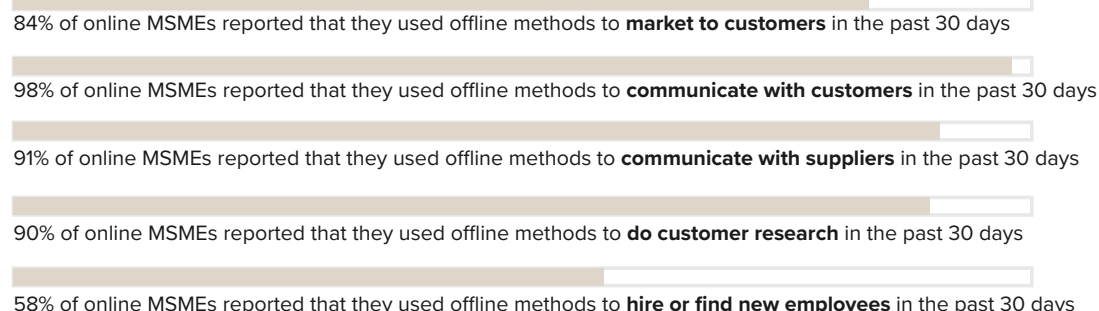 84% of online MSMEs reported that they used offline methods to market to customers in the past 30 days
98% of online MSMEs reported that they used offline methods to communicate with customers in the past 30 days
91% of online MSMEs reported that they used offline methods to communicate with suppliers in the past 30 days
90% of online MSMEs reported that they used offline methods to do customer research in the past 30 days
58% of online MSMEs reported that they used offline methods to hire or find new employees in the past 30 days